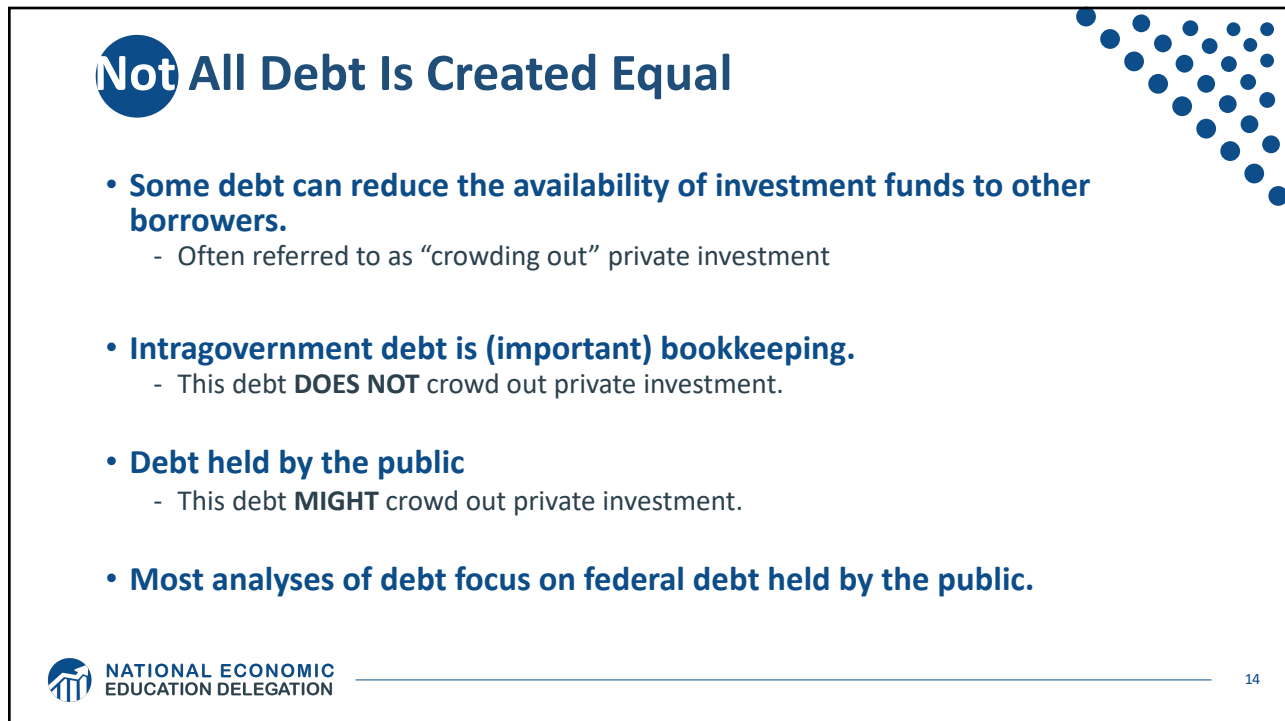 Not All Debt Is Created Equal
• Some debt can reduce the availability of investment funds to other
borrowers.
- Often referred to as “crowding out” private investment
• Intragovernment debt is (important) bookkeeping.
- This debt DOES NOT crowd out private investment.
• Debt held by the public
- This debt MIGHT crowd out private investment.
• Most analyses of debt focus on federal debt held by the public.
NATIONAL ECONOMIC
EDUCATION DELEGATION
14